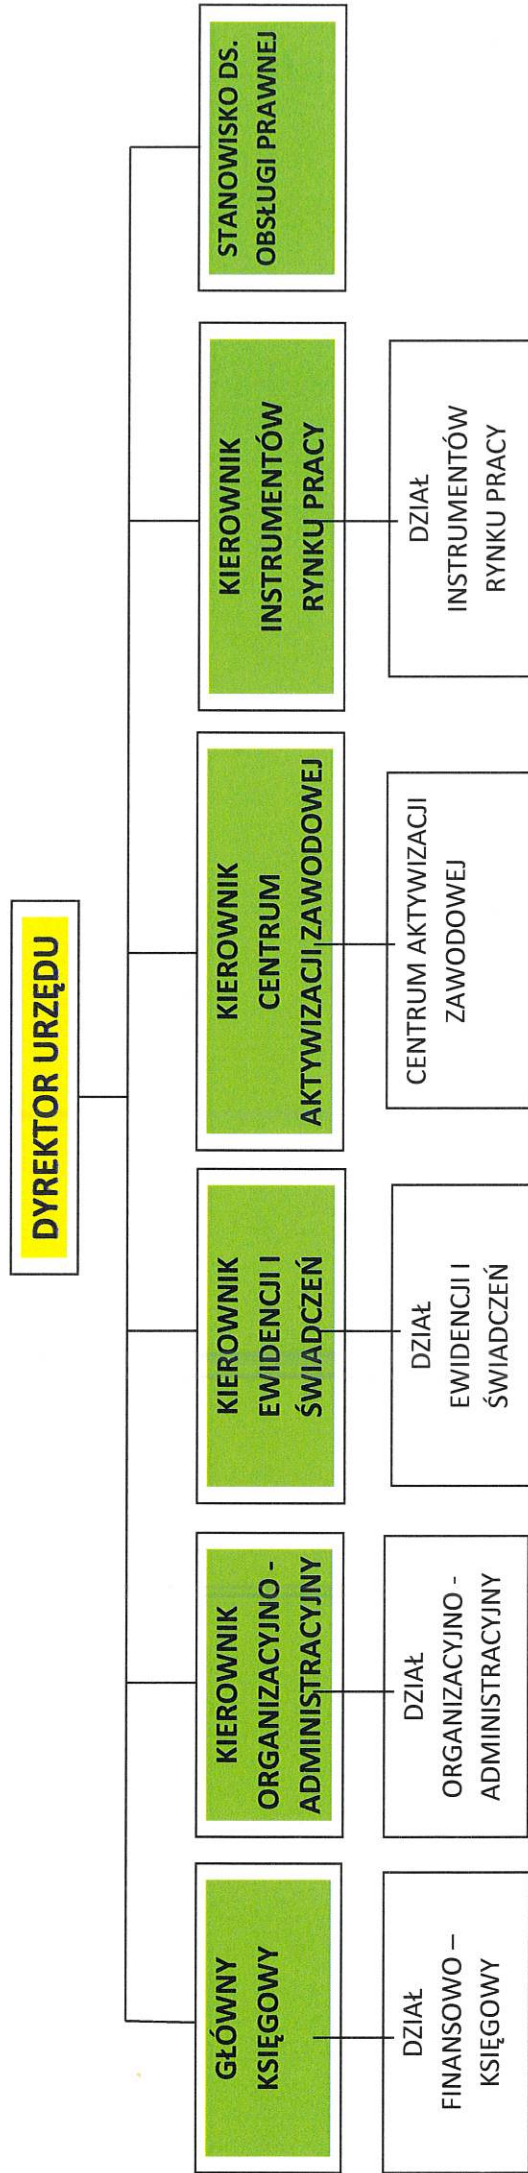 DYREKTOR URZĘDU
GŁÓWNY
KSIĘGOWY
KIEROWNIK
ORGANIZACYJNO -
ADMINISTRACYJNY
KIEROWNIK
EWIDENCJI I
ŚWIADCZEŃ
KIEROWNIK
CENTRUM
AKTYWIZACJI ZAWODOWEJ
KIEROWNIK
INSTRUMENTÓW
RYNKU PRACY
STANOWISKO DS.
OBSŁUGI PRAWNEJ
DZIAŁ
FINANSOWO –
KSIĘGOWY
DZIAŁ
ORGANIZACYJNO -
ADMINISTRACYJNY
DZIAŁ
EWIDENCJI I
ŚWIADCZEŃ
CENTRUM AKTYWIZACJI
ZAWODOWEJ
DZIAŁ
INSTRUMENTÓW
RYNKU PRACY